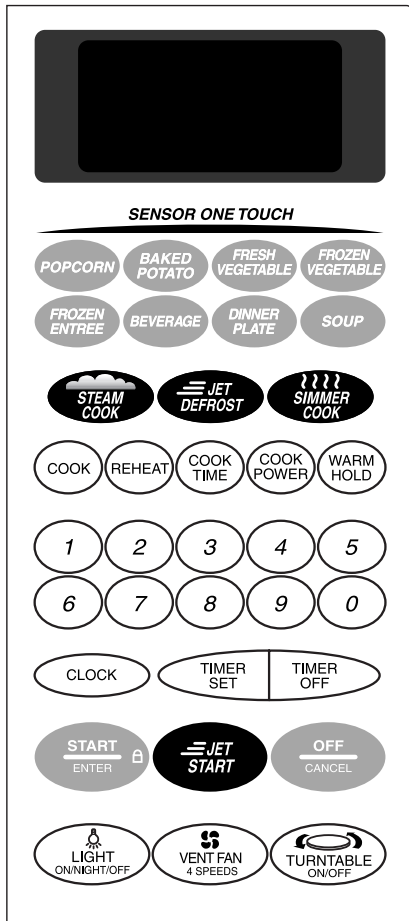 SENSOR ONE TOUCH
POPCORN
BAKED
POTATO
FRESH
VEGETABLE
FROZEN
VEGETABLE
FROZEN
ENTREE
BEVERAGE
DINNER
PLATE
SOUP
STEAM
COOK
JET
DEFROST
SIMMER
COOK
COOK
REHEAT
COOK
TIME
COOK
POWER
WARM
HOLD
1
2
3
4
5
6
7
8
9
0
CLOCK
TIMER
SET
TIMER
OFF
START
ENTER
JET
START
OFF
CANCEL
LIGHT
ON/NIGHT/OFF
VENT FAN
4 SPEEDS
TURNTABLE
ON/OFF